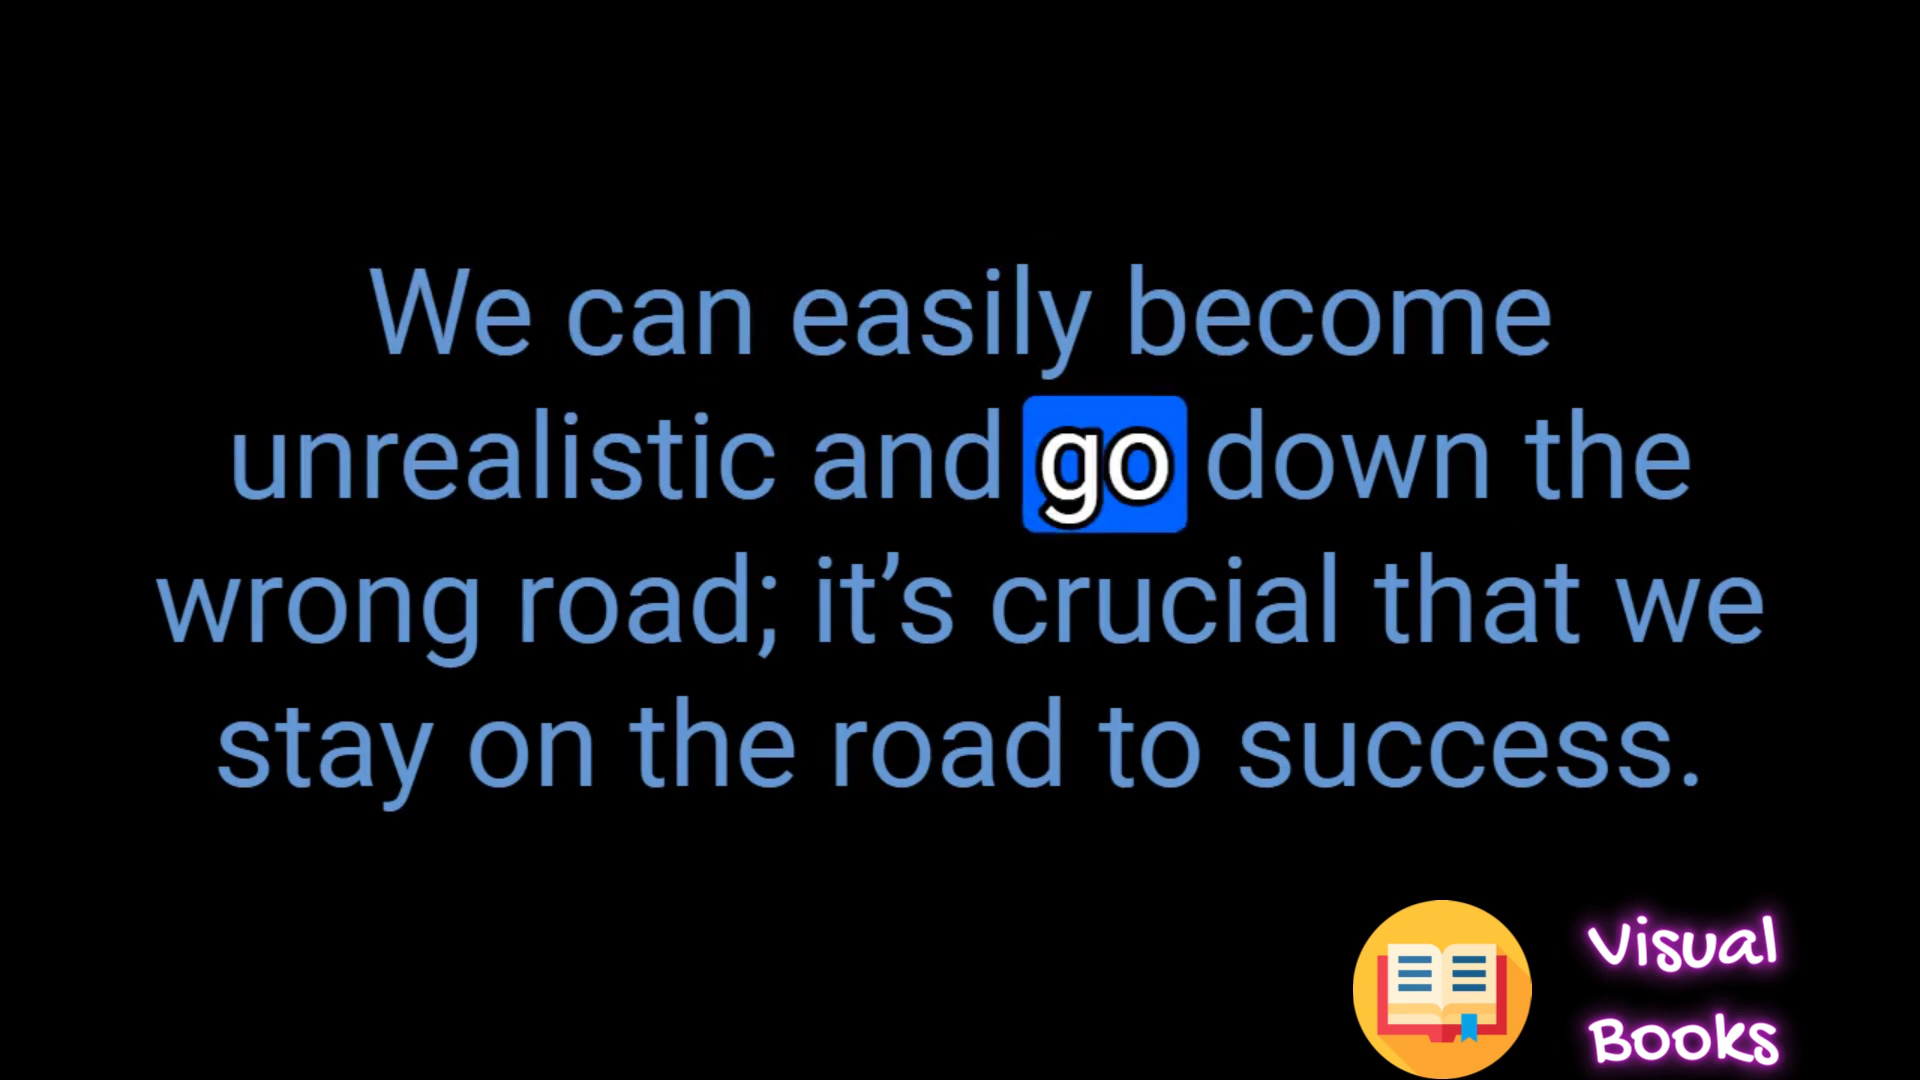 We can easily become
unrealistic and go down the
wrong road; it’s crucial that we
stay on the road to success.
Visual
Books